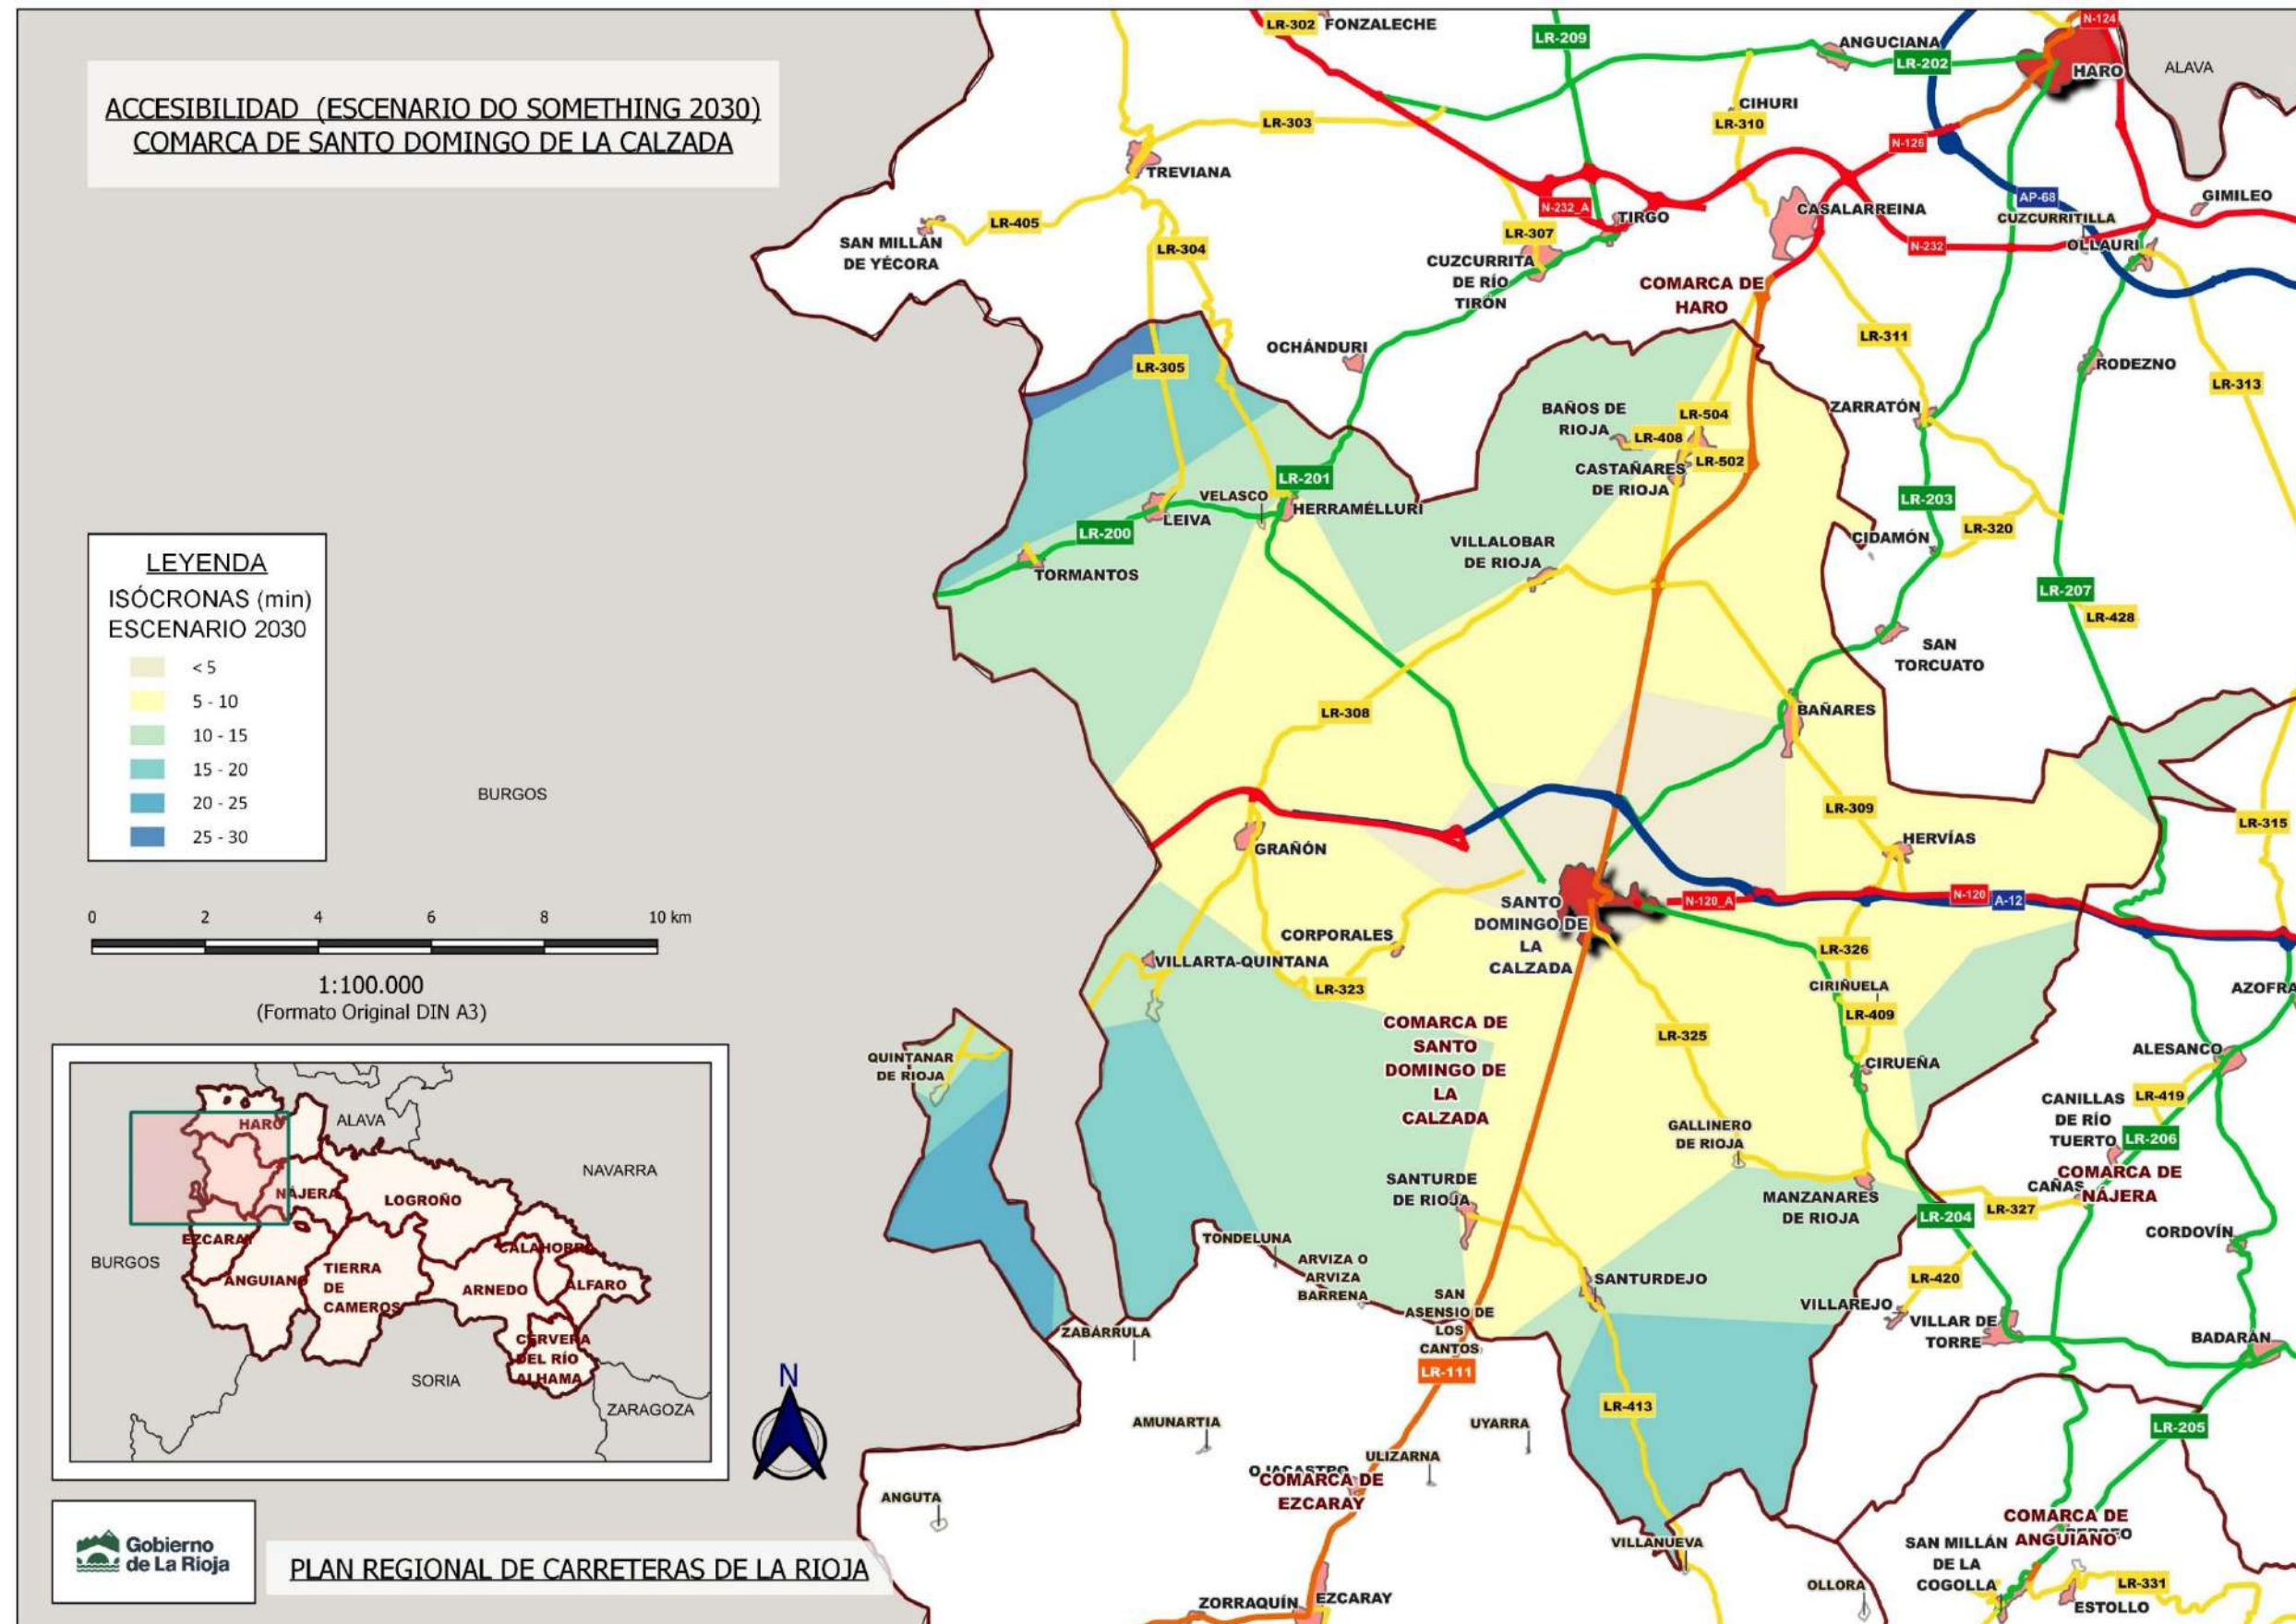 ACCESIBILIDAD (ESCENARIO DO SOMETHING 2030)
COMARCA DE SANTO DOMINGO DE LA CALZADA
LR-302
FONZALECHE
LR-209
ANGUCIANA
LR-202
N-124
HARO
ALAVA
LR-303
CIHURI
LR-310
N-126
TREVIANA
AP-68
GIMILEO
SAN MILLÁN
DE YÉCORA
LR-405
LR-304
N-232_A
TIRGO
CASALARREINA
CUZCURRITILLA
LR-307
N-232
OLLAURI
CUZCURRITA
DE RÍO
TIRÓN
COMARCA DE
HARO
LR-311
OCHÁNDURI
LR-305
RODEZNO
LR-313
BAÑOS DE
RIOJA
LR-504
LR-408
ZARRATÓN
LR-502
CASTAÑARES
DE RIOJA
LR-201
VELASCO
HERRAMÉLLURI
LEIVA
LR-203
LR-320
LR-200
TORMANTOS
VILLALOBAR
DE RIOJA
CIDAMÓN
LR-207
LR-428
SAN
TORCUATO
LR-308
BAÑARES
LEYENDA
ISÓCRONAS (min)
ESCENARIO 2030
< 5
5 - 10
10 - 15
15 - 20
20 - 25
25 - 30
BURGOS
LR-309
LR-315
GRAÑÓN
HERVÍAS
0 2 4 6 8 10 km
1:100.000
(Formato Original DIN A3)
SANTO
DOMINGO DE
LA
CALZADA
N-120_A
N-120
A-12
CORPORALES
LR-326
VILLARTA-QUINTANA
LR-323
CIRIÑUELA
AZOFRA
LR-409
COMARCA DE
SANTO
DOMINGO DE
LA
CALZADA
LR-325
QUINTANAR
DE RIOJA
CIRUEÑA
ALESANCO
CANILLAS
DE RÍO
TUERTO
LR-419
LR-206
GALLINERO
DE RIOJA
COMARCA DE
NÁJERA
CAÑAS
SANTURDE
DE RIOJA
MANZANARES
DE RIOJA
LR-327
LR-204
CORDOVÍN
TONDELUNA
ARVIZA O
ARVIZA
BARRENA
SANTURDEJO
LR-420
SAN
ASENSIO DE
LOS
CANTOS
VILLAREJO
VILLAR DE
TORRE
BADARÁN
ZABÁRRULA
LR-111
LR-413
AMUNARTIA
UYARRA
LR-205
ULIZARNA
OJACASTRO
COMARCA DE
EZCARAY
ANGUTA
VILLANUEVA
COMARCA DE
ANGUIANO
SAN MILLÁN
DE LA
COGOLLA
OLLORA
LR-331
ESTOLLO
ZORRAQUÍN
EZCARAY
HARO
ALAVA
NAVARRA
NÁJERA
LOGROÑO
EZCARAY
BURGOS
ANGUIANO
TIERRA
DE
CAMEROS
CALAHORRA
ARNEDO
ALFARO
CERVERA
DEL RÍO
ALHAMA
SORIA
ZARAGOZA
N
Gobierno
de La Rioja
PLAN REGIONAL DE CARRETERAS DE LA RIOJA